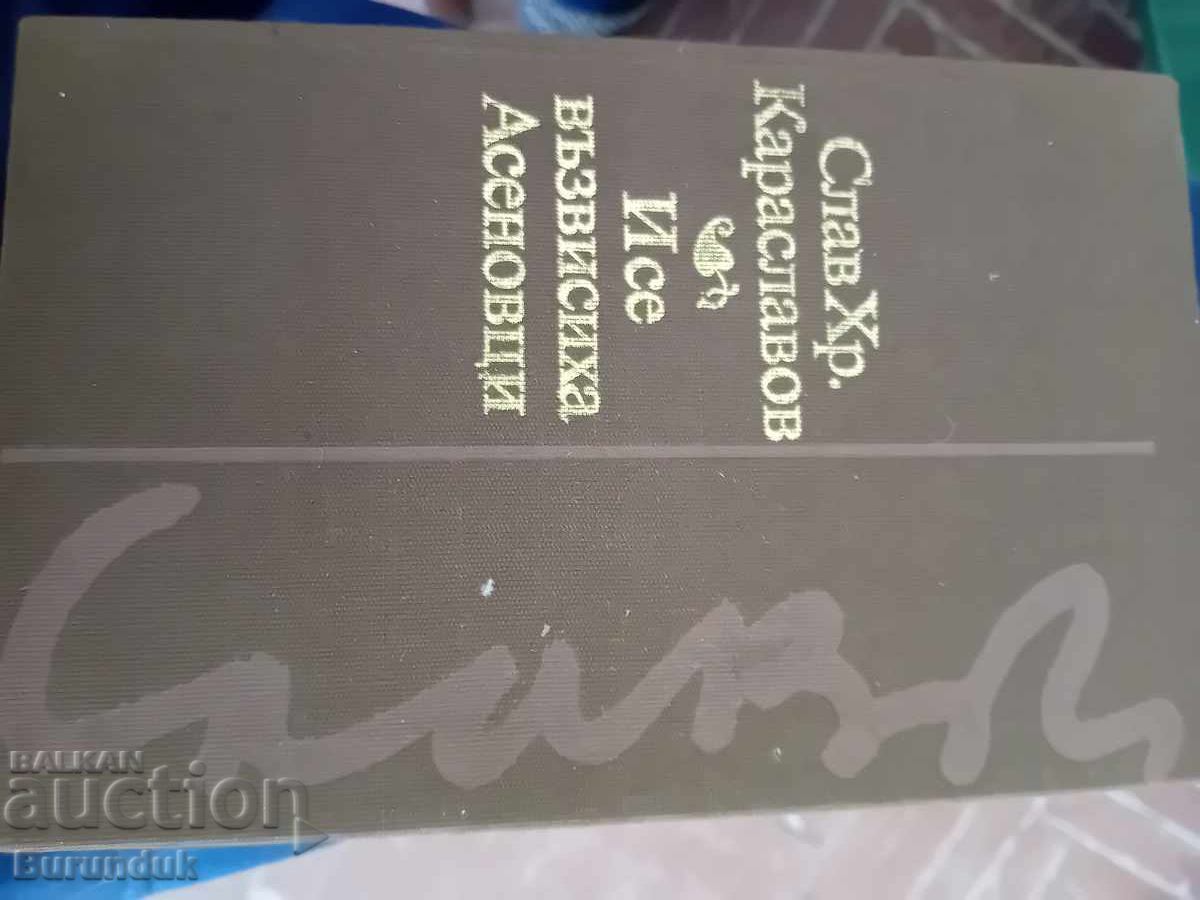 Слав Хр.
Караславов
И се
възвисиха
Асеновци
BALKAN
auction
Burunduk